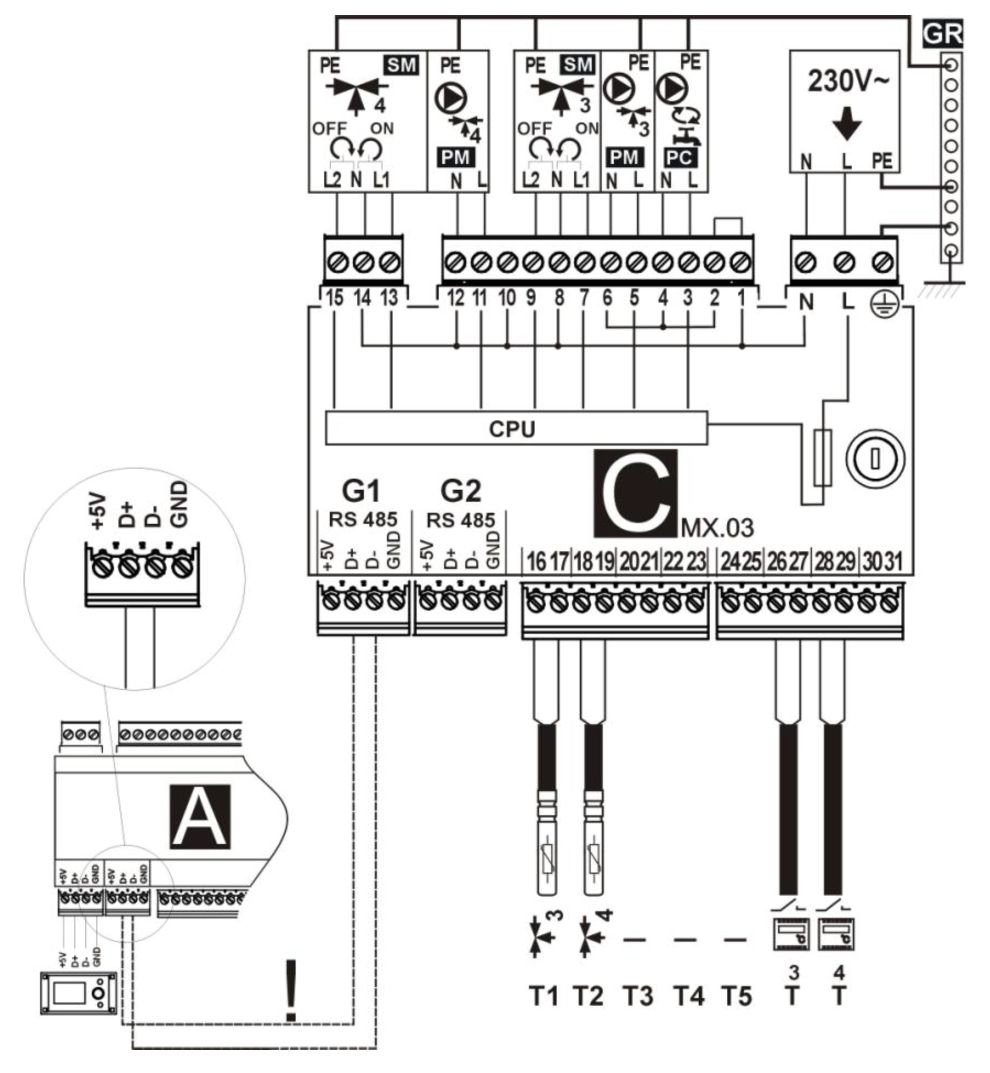 GR
PE SM
4
OFF ON
L2 N L1
PE
4
PM
N L
PE SM
3
OFF ON
L2 N L1
PE
3
PM
N L
PE
PC
N L
230V~
N L PE
15 14 13
12 11 10 9 8 7 6 5 4 3 2 1
N L
CPU
C
MX.03
G1
RS 485
+5V D+ D- GND
G2
RS 485
+5V D+ D- GND
16 17 18 19 20 21 22 23
24 25 26 27 28 29 30 31
+5V D+ D- GND
A
+5V D+ D- GND
+5V D+ D- GND
+5V D+ D- GND
!
3
4
– – –
3 4
T1 T2 T3 T4 T5 T T